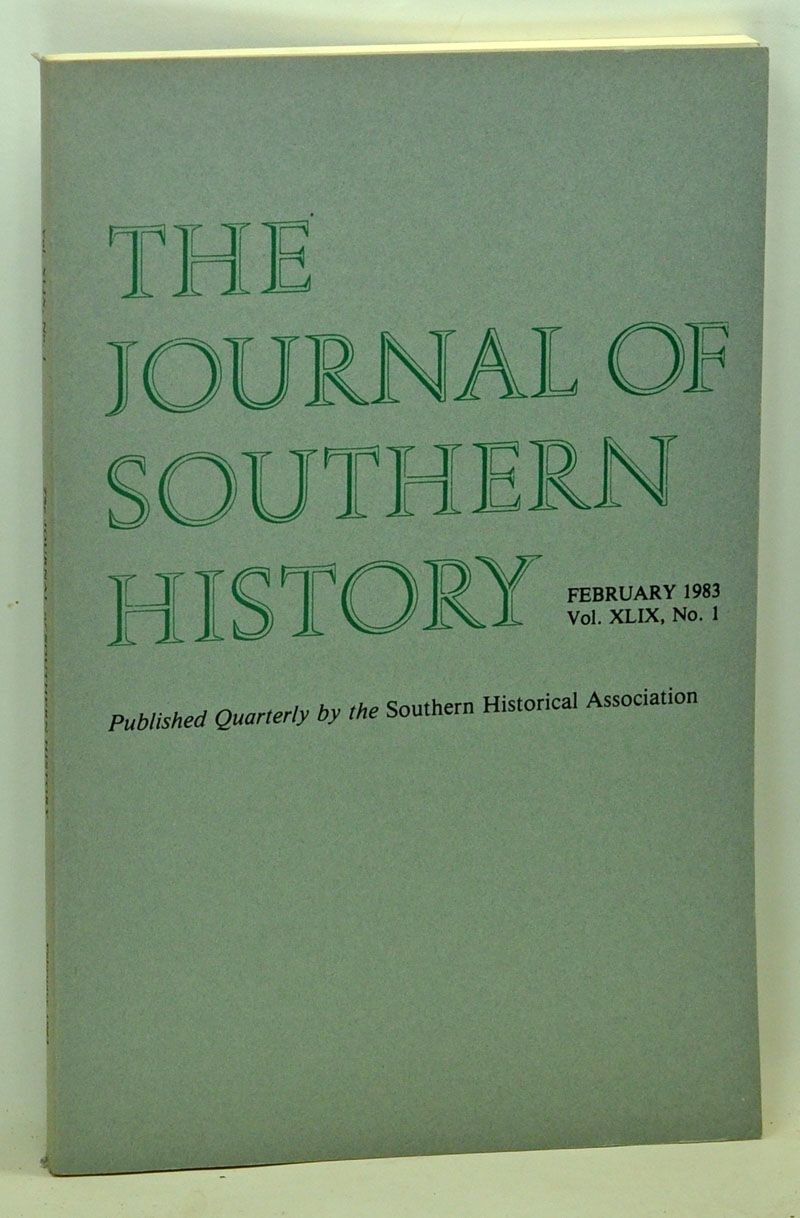 THE
JOURNAL OF
SOUTHERN
HISTORY
FEBRUARY 1983
Vol. XLIX, No. 1
Published Quarterly by the Southern Historical Association